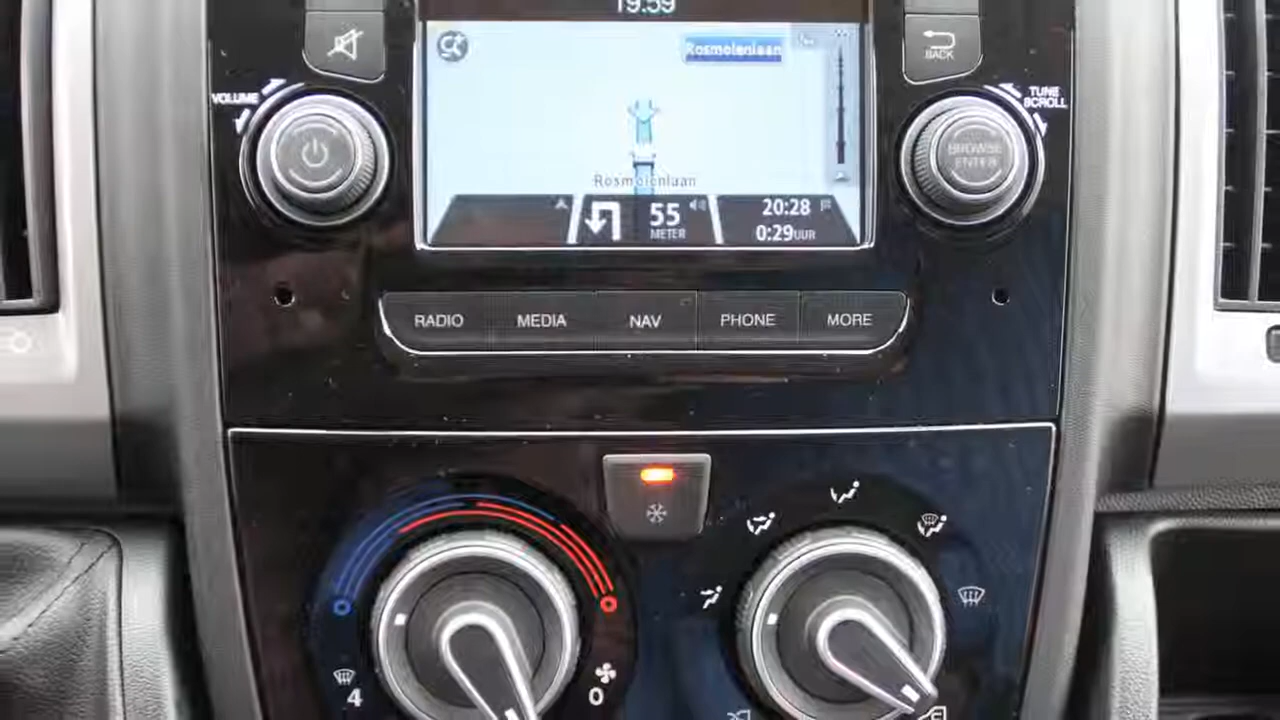 19:59
Rosmolenlaan
BACK
VOLUME
TUNE
SCROLL
BROWSE
ENTER
Rosmolenlaan
55
METER
20:28
0:29UUR
RADIO
MEDIA
NAV
PHONE
MORE
4
0